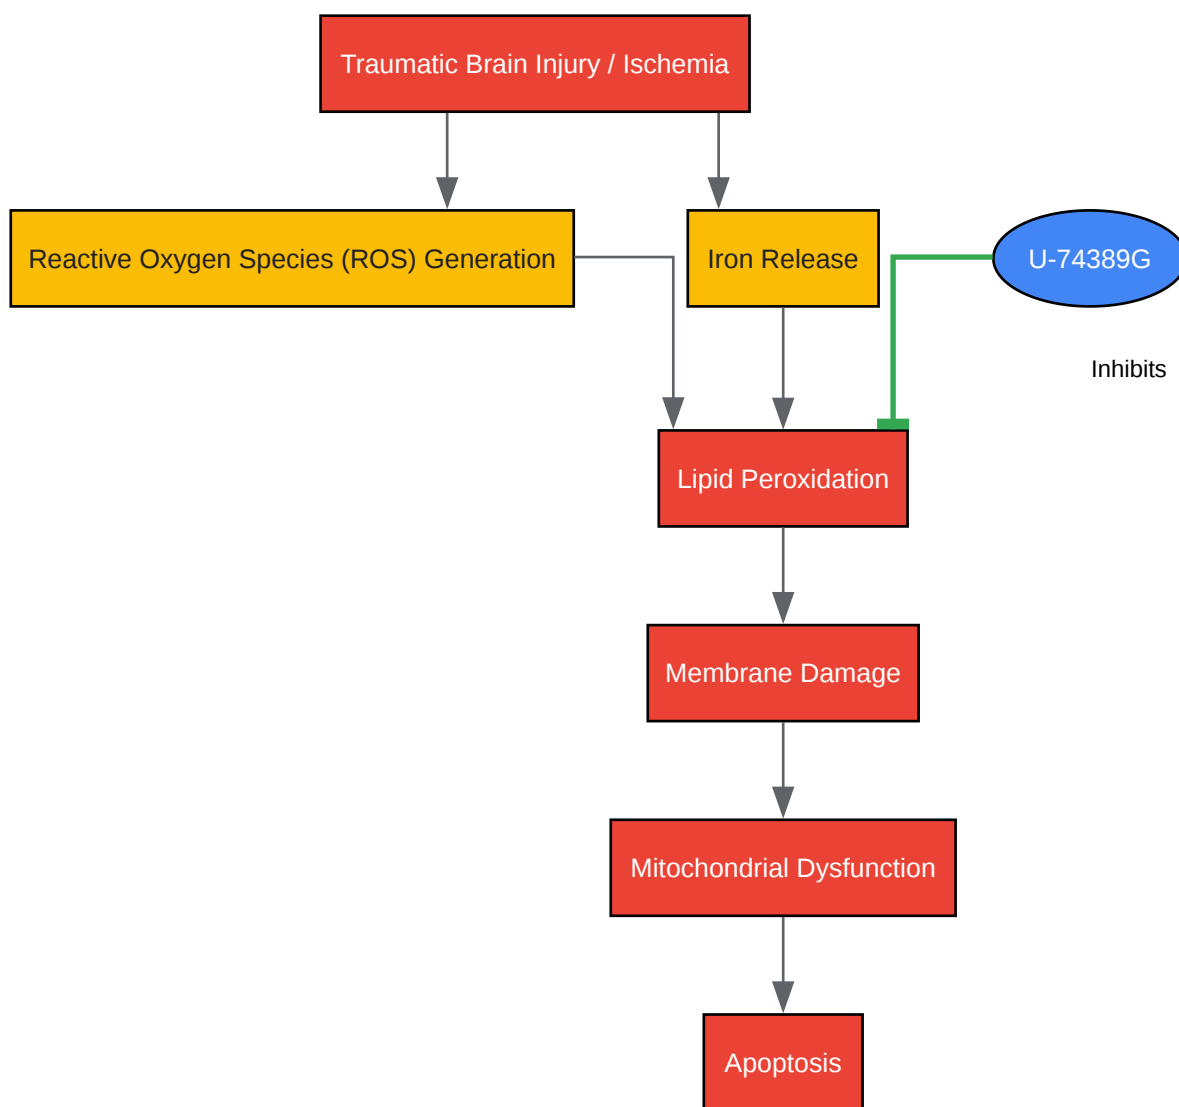 Traumatic Brain Injury / Ischemia
Reactive Oxygen Species (ROS) Generation
Iron Release
U-74389G
Inhibits
Lipid Peroxidation
Membrane Damage
Mitochondrial Dysfunction
Apoptosis